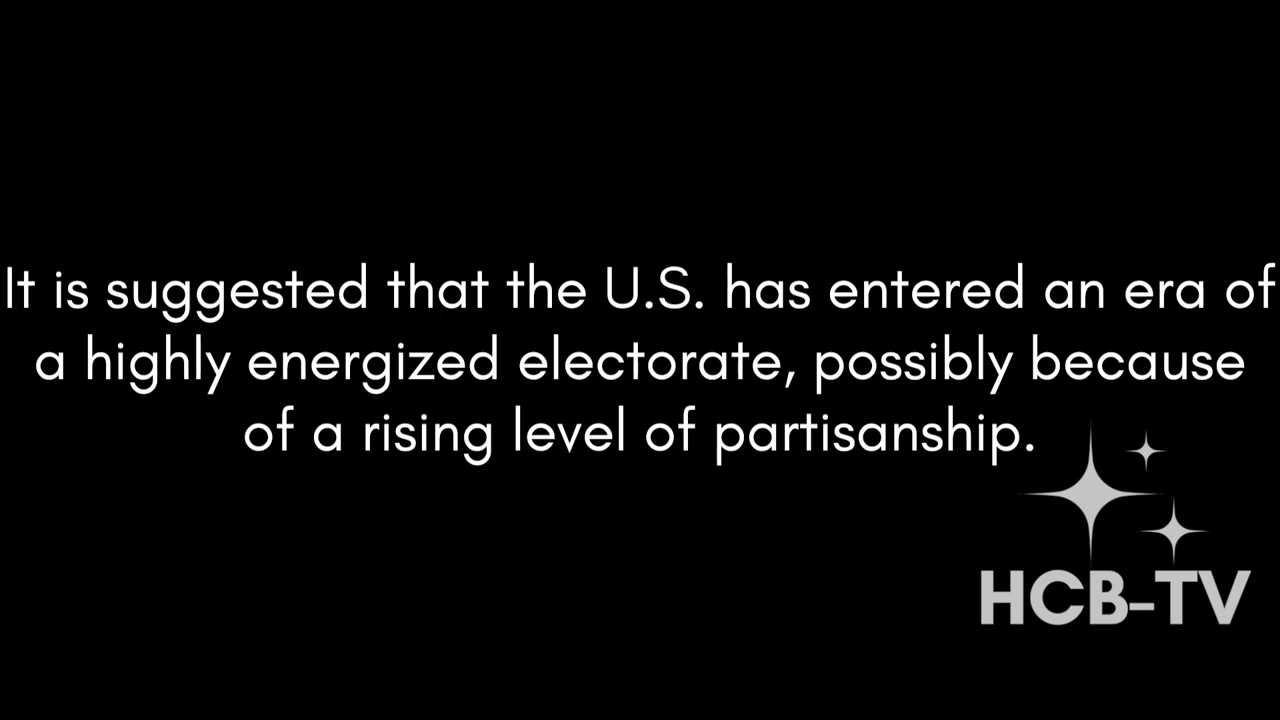 It is suggested that the U.S. has entered an era of
a highly energized electorate, possibly because
of a rising level of partisanship.
HCB-TV